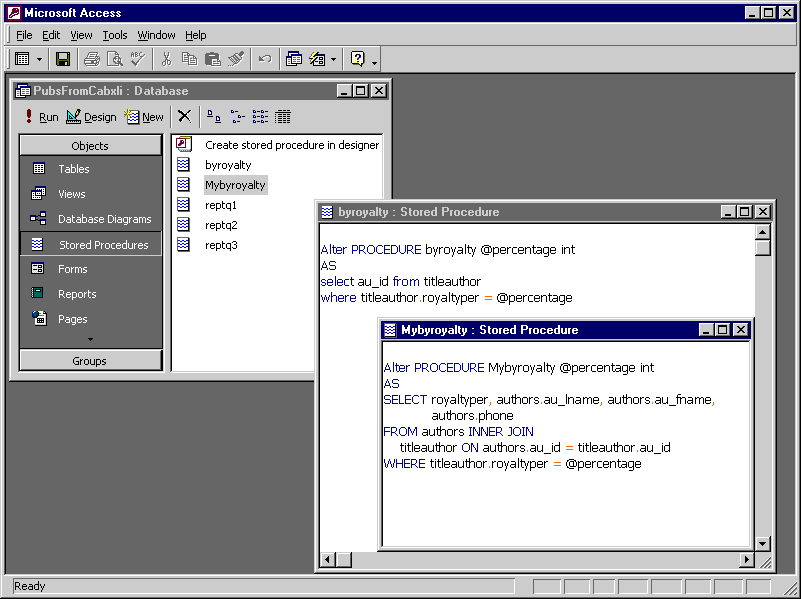 Microsoft Access
File Edit View Tools Window Help
PubsFromCabxli : Database
Run Design New
Objects
Tables
Views
Database Diagrams
Stored Procedures
Forms
Reports
Pages
Groups
Create stored procedure in designer
byroyalty
Mybyroyalty
reptq1
reptq2
reptq3
byroyalty : Stored Procedure
Alter PROCEDURE byroyalty @percentage int
AS
select au_id from titleauthor
where titleauthor.royaltyper = @percentage
Mybyroyalty : Stored Procedure
Alter PROCEDURE Mybyroyalty @percentage int
AS
SELECT royaltyper, authors.au_lname, authors.au_fname,
authors.phone
FROM authors INNER JOIN
titleauthor ON authors.au_id = titleauthor.au_id
WHERE titleauthor.royaltyper = @percentage
Ready